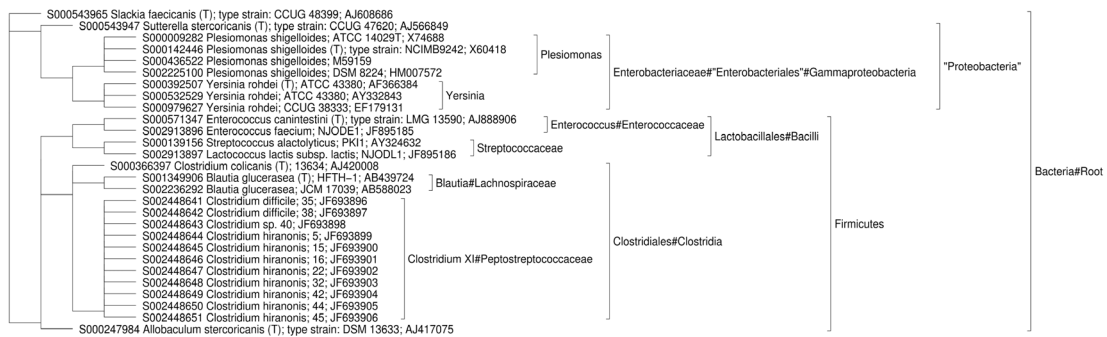 S000543965 Slackia faecicanis (T); type strain: CCUG 48399; AJ608686
S000543947 Sutterella stercoricanis (T); type strain: CCUG 47620; AJ566849
S000009282 Plesiomonas shigelloides; ATCC 14029T; X74688
S000142446 Plesiomonas shigelloides (T); type strain: NCIMB9242; X60418
S000436522 Plesiomonas shigelloides; M59159
S002225100 Plesiomonas shigelloides; DSM 8224; HM007572
S000392507 Yersinia rohdei (T); ATCC 43380; AF366384
S000532529 Yersinia rohdei; ATCC 43380; AY332843
S000979627 Yersinia rohdei; CCUG 38333; EF179131
S000571347 Enterococcus canintestini (T); type strain: LMG 13590; AJ888906
S002913896 Enterococcus faecium; NJODE1; JF895185
S000139156 Streptococcus alactolyticus; PKI1; AY324632
S002913897 Lactococcus lactis subsp. lactis; NJODL1; JF895186
S000366397 Clostridium colicanis (T); 13634; AJ420008
S001349906 Blautia glucerasea (T); HFTH−1; AB439724
S002236292 Blautia glucerasea; JCM 17039; AB588023
S002448641 Clostridium difficile; 35; JF693896
S002448642 Clostridium difficile; 38; JF693897
S002448643 Clostridium sp. 40; JF693898
S002448644 Clostridium hiranonis; 5; JF693899
S002448645 Clostridium hiranonis; 15; JF693900
S002448646 Clostridium hiranonis; 16; JF693901
S002448647 Clostridium hiranonis; 22; JF693902
S002448648 Clostridium hiranonis; 32; JF693903
S002448649 Clostridium hiranonis; 42; JF693904
S002448650 Clostridium hiranonis; 44; JF693905
S002448651 Clostridium hiranonis; 45; JF693906
S000247984 Allobaculum stercoricanis (T); type strain: DSM 13633; AJ417075
Plesiomonas
Yersinia
Enterobacteriaceae#"Enterobacteriales"#Gammaproteobacteria
"Proteobacteria"
Enterococcus#Enterococcaceae
Streptococcaceae
Lactobacillales#Bacilli
Blautia#Lachnospiraceae
Clostridium XI#Peptostreptococcaceae
Clostridiales#Clostridia
Firmicutes
Bacteria#Root